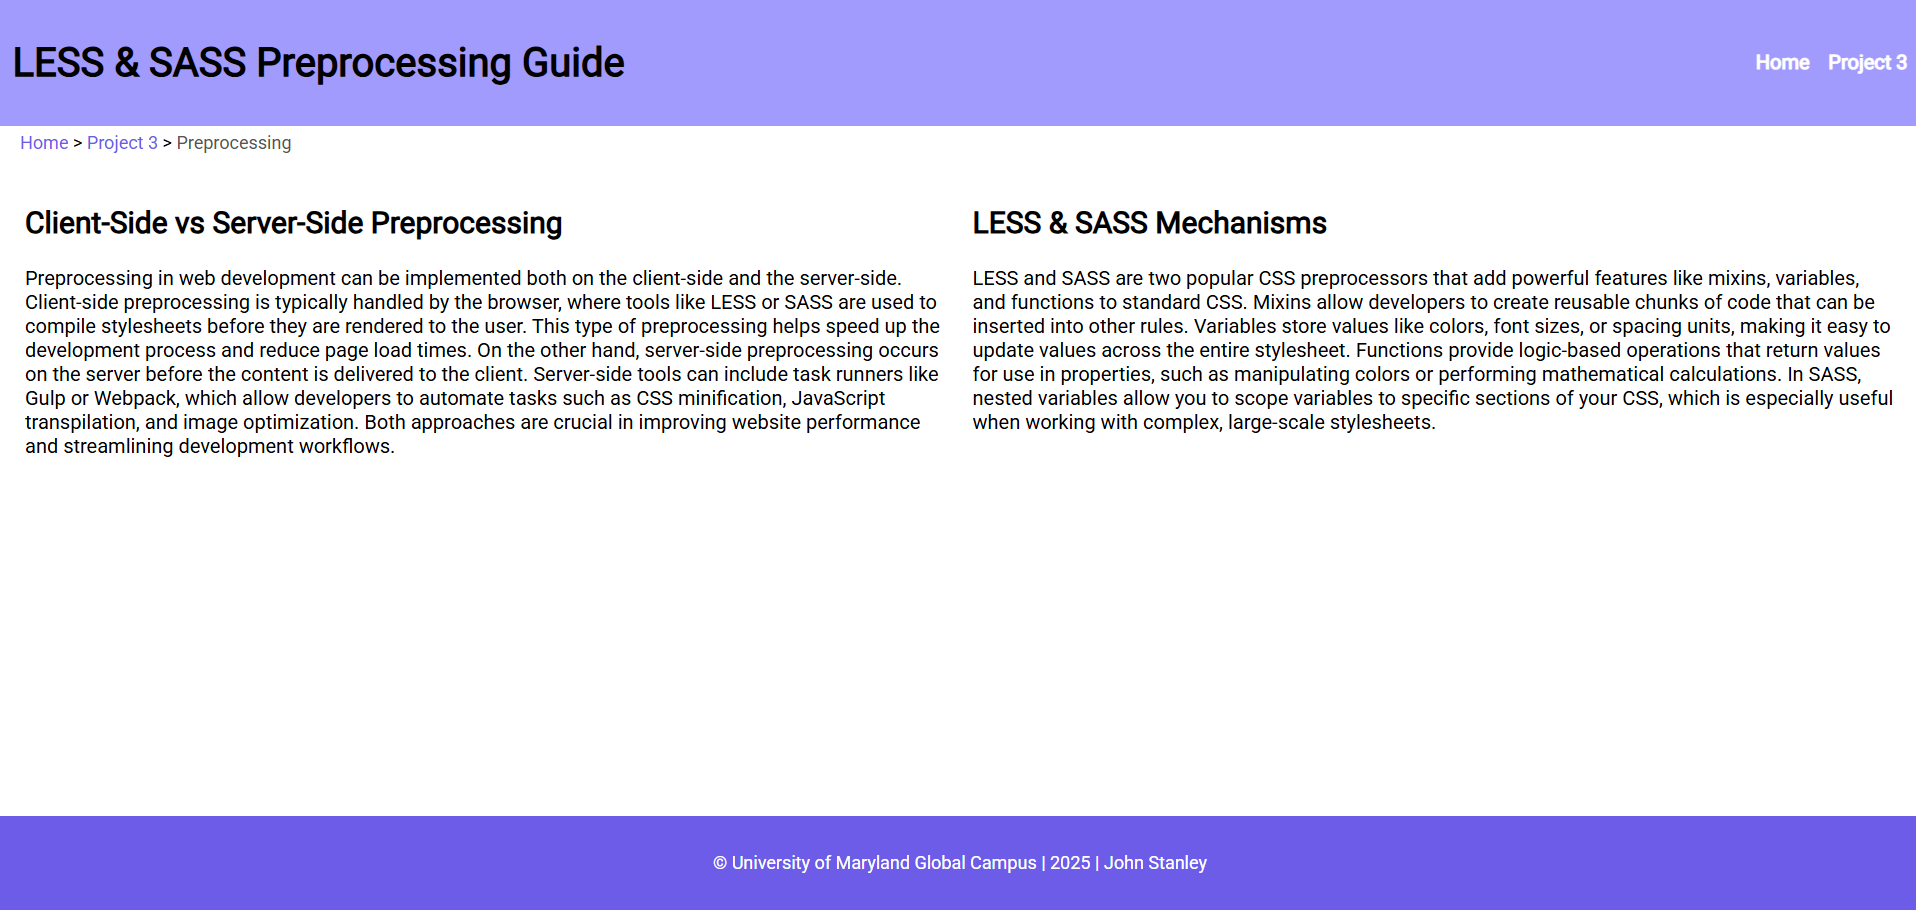 LESS & SASS Preprocessing Guide
Home Project 3
Home > Project 3 > Preprocessing
Client-Side vs Server-Side Preprocessing
Preprocessing in web development can be implemented both on the client-side and the server-side.
Client-side preprocessing is typically handled by the browser, where tools like LESS or SASS are used to
compile stylesheets before they are rendered to the user. This type of preprocessing helps speed up the
development process and reduce page load times. On the other hand, server-side preprocessing occurs
on the server before the content is delivered to the client. Server-side tools can include task runners like
Gulp or Webpack, which allow developers to automate tasks such as CSS minification, JavaScript
transpilation, and image optimization. Both approaches are crucial in improving website performance
and streamlining development workflows.
LESS & SASS Mechanisms
LESS and SASS are two popular CSS preprocessors that add powerful features like mixins, variables,
and functions to standard CSS. Mixins allow developers to create reusable chunks of code that can be
inserted into other rules. Variables store values like colors, font sizes, or spacing units, making it easy to
update values across the entire stylesheet. Functions provide logic-based operations that return values
for use in properties, such as manipulating colors or performing mathematical calculations. In SASS,
nested variables allow you to scope variables to specific sections of your CSS, which is especially useful
when working with complex, large-scale stylesheets.
© University of Maryland Global Campus | 2025 | John Stanley